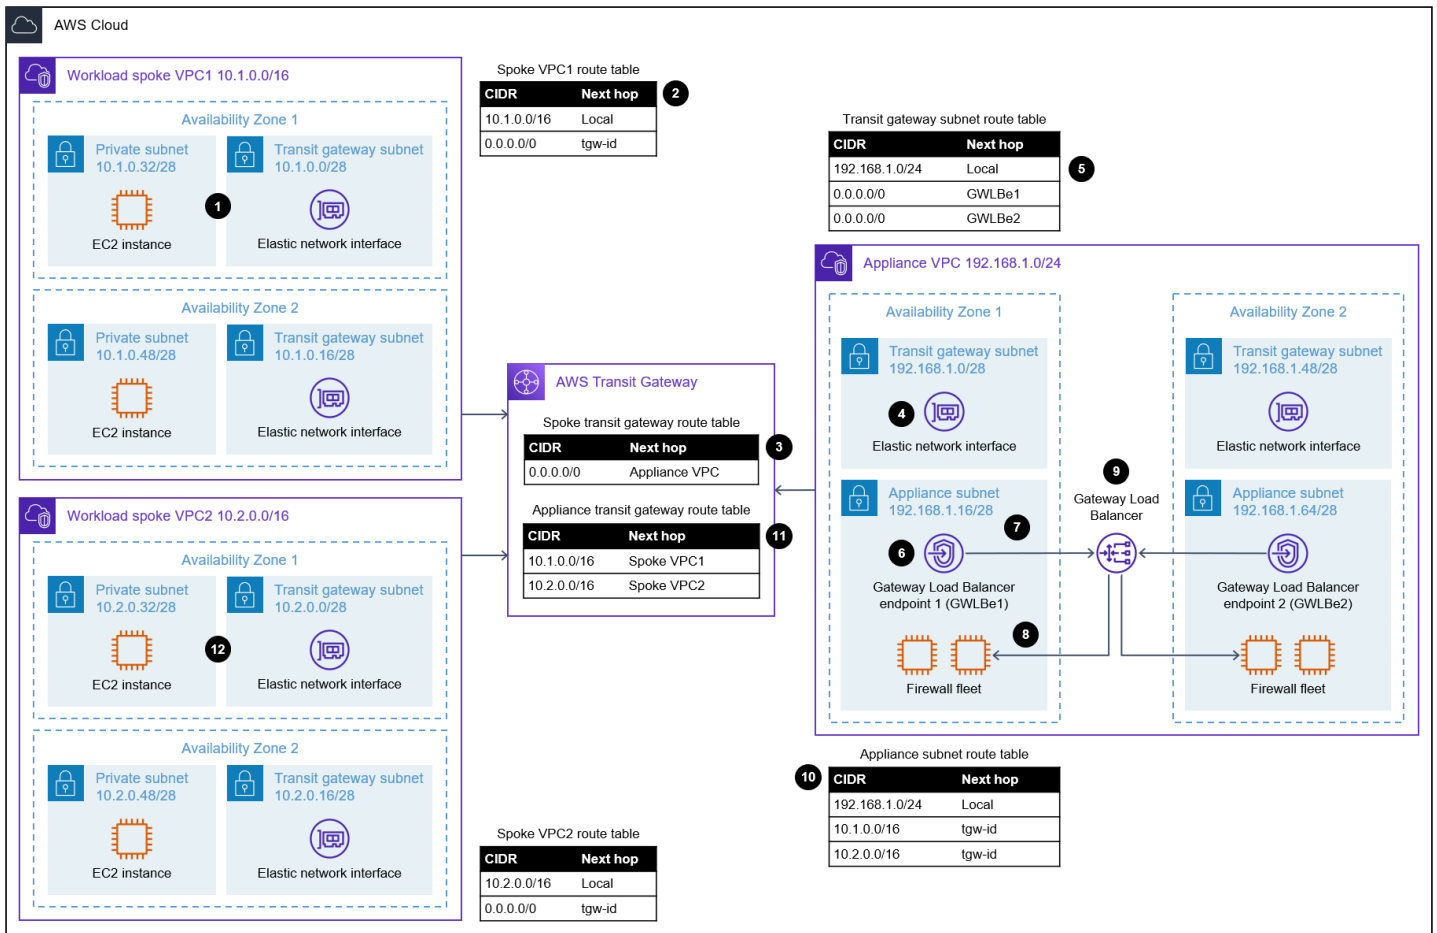 AWS Cloud
Workload spoke VPC1 10.1.0.0/16
Availability Zone 1
Private subnet
10.1.0.32/28
EC2 instance
1
Transit gateway subnet
10.1.0.0/28
Elastic network interface
Availability Zone 2
Private subnet
10.1.0.48/28
EC2 instance
Transit gateway subnet
10.1.0.16/28
Elastic network interface
Spoke VPC1 route table
CIDR Next hop 2
10.1.0.0/16 Local
0.0.0.0/0 tgw-id
Workload spoke VPC2 10.2.0.0/16
Availability Zone 1
Private subnet
10.2.0.32/28
EC2 instance
12
Transit gateway subnet
10.2.0.0/28
Elastic network interface
Availability Zone 2
Private subnet
10.2.0.48/28
EC2 instance
Transit gateway subnet
10.2.0.16/28
Elastic network interface
Spoke VPC2 route table
CIDR Next hop
10.2.0.0/16 Local
0.0.0.0/0 tgw-id
AWS Transit Gateway
Spoke transit gateway route table
CIDR Next hop 3
0.0.0.0/0 Appliance VPC
Appliance transit gateway route table
CIDR Next hop 11
10.1.0.0/16 Spoke VPC1
10.2.0.0/16 Spoke VPC2
Transit gateway subnet route table
CIDR Next hop
192.168.1.0/24 Local 5
0.0.0.0/0 GWLBe1
0.0.0.0/0 GWLBe2
Appliance VPC 192.168.1.0/24
Availability Zone 1
Transit gateway subnet
192.168.1.0/28
4
Elastic network interface
Appliance subnet
192.168.1.16/28
7
6
Gateway Load Balancer
endpoint 1 (GWLBe1)
8
Firewall fleet
9
Gateway Load
Balancer
Availability Zone 2
Transit gateway subnet
192.168.1.48/28
Elastic network interface
Appliance subnet
192.168.1.64/28
Gateway Load Balancer
endpoint 2 (GWLBe2)
Firewall fleet
Appliance subnet route table
10 CIDR Next hop
192.168.1.0/24 Local
10.1.0.0/16 tgw-id
10.2.0.0/16 tgw-id